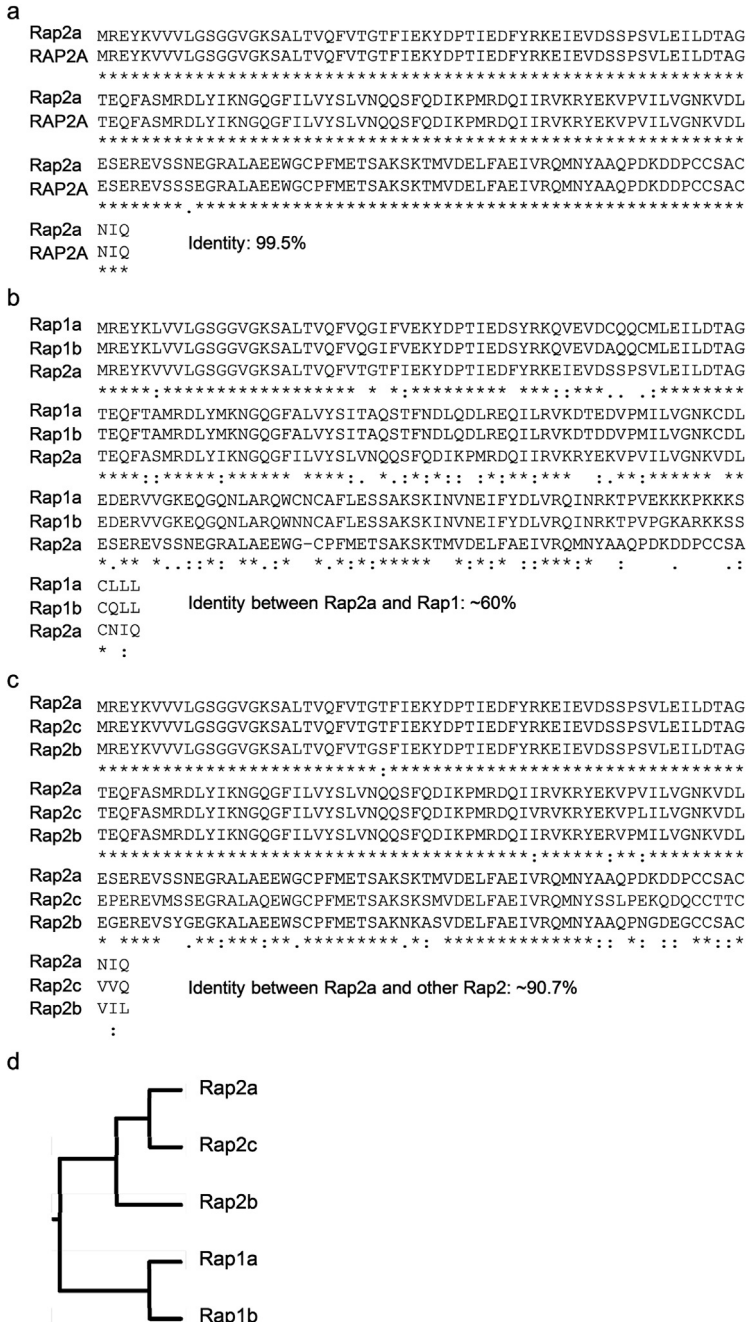 a
Rap2a MREYKVVVLGSGGVGKSALTVQFVTGTFIEKYDPTIEDFYRKEIEVDSSPSVLEILDTAG
RAP2A MREYKVVVLGSGGVGKSALTVQFVTGTFIEKYDPTIEDFYRKEIEVDSSPSVLEILDTAG
************************************************************
Rap2a TEQFASMRDLYIKNGQGFILVYSLVNQQSFQDIKPMRDQIIRVKRYEKVPVILVGNKVDL
RAP2A TEQFASMRDLYIKNGQGFILVYSLVNQQSFQDIKPMRDQIIRVKRYEKVPVILVGNKVDL
************************************************************
Rap2a ESEREVSSNEGRALAEEWGCPFMETSAKSKTMVDELFAEIVRQMNYAAQPDKDDPCCSAC
RAP2A ESEREVSSSEGRALAEEWGCPFMETSAKSKTMVDELFAEIVRQMNYAAQPDKDDPCCSAC
********.***************************************************
Rap2a NIQ
RAP2A NIQ
Identity: 99.5%
***
b
Rap1a MREYKLVVLGSGGVGKSALTVQFVQGIFVEKYDPTIEDSYRKQVEVDCQQCMLEILDTAG
Rap1b MREYKLVVLGSGGVGKSALTVQFVQGIFVEKYDPTIEDSYRKQVEVDAQQCMLEILDTAG
Rap2a MREYKVVVLGSGGVGKSALTVQFVTGTFIEKYDPTIEDFYRKEIEVDSSPSVLEILDTAG
*****:****************** * *:********* ***::***.. .:********
Rap1a TEQFTAMRDLYMKNGQGFALVYSITAQSTFNDLQDLREQILRVKDTEDVPMILVGNKCDL
Rap1b TEQFTAMRDLYMKNGQGFALVYSITAQSTFNDLQDLREQILRVKDTDDVPMILVGNKCDL
Rap2a TEQFASMRDLYIKNGQGFILVYSLVNQQSFQDIKPMRDQIIRVKRYEKVPVILVGNKVDL
****::*****:****** ****:. *.:*:*:: :*:**:***  :.**:****** **
Rap1a EDERVVGKEQGQNLARQWCNCAFLESSAKSKINVNEIFYDLVRQINRKTPVEKKKPKKKS
Rap1b EDERVVGKEQGQNLARQWNNCAFLESSAKSKINVNEIFYDLVRQINRKTPVPGKARKKSS
Rap2a ESEREVSSNEGRALAEEWG-CPFMETSAKSKTMVDELFAEIVRQMNYAAQPDKDDPCCSA
*.** *..::*: **.:*  *.*:*:*****  *:*:* ::***:*  :    .    .:
Rap1a CLLL
Rap1b CQLL
Rap2a CNIQ
Identity between Rap2a and Rap1: ~60%
* :
c
Rap2a MREYKVVVLGSGGVGKSALTVQFVTGTFIEKYDPTIEDFYRKEIEVDSSPSVLEILDTAG
Rap2c MREYKVVVLGSGGVGKSALTVQFVTGTFIEKYDPTIEDFYRKEIEVDSSPSVLEILDTAG
Rap2b MREYKVVVLGSGGVGKSALTVQFVTGSFIEKYDPTIEDFYRKEIEVDSSPSVLEILDTAG
**************************:*********************************
Rap2a TEQFASMRDLYIKNGQGFILVYSLVNQQSFQDIKPMRDQIIRVKRYEKVPVILVGNKVDL
Rap2c TEQFASMRDLYIKNGQGFILVYSLVNQQSFQDIKPMRDQIVRVKRYEKVPLILVGNKVDL
Rap2b TEQFASMRDLYIKNGQGFILVYSLVNQQSFQDIKPMRDQIIRVKRYERVPMILVGNKVDL
****************************************:******:**:*********
Rap2a ESEREVSSNEGRALAEEWGCPFMETSAKSKTMVDELFAEIVRQMNYAAQPDKDDPCCSAC
Rap2c EPEREVMSSEGRALAQEWGCPFMETSAKSKSMVDELFAEIVRQMNYSSLPEKQDQCCTTC
Rap2b EGEREVSYGEGKALAEEWSCPFMETSAKNKASVDELFAEIVRQMNYAAQPNGDEGCCSAC
* ****  .**:***:**.*********.*: **************:: *: :: **::*
Rap2a NIQ
Rap2c VVQ
Rap2b VIL
Identity between Rap2a and other Rap2: ~90.7%
:
d
Rap2a
Rap2c
Rap2b
Rap1a
Rap1b